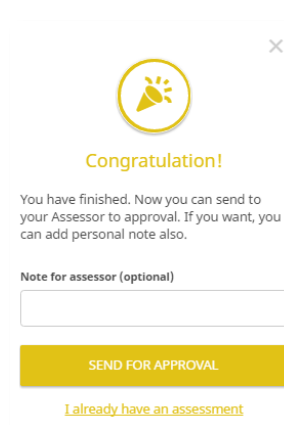 Congratulation!
You have finished. Now you can send to
your Assessor to approval. If you want, you
can add personal note also.
Note for assessor (optional)
SEND FOR APPROVAL
I already have an assessment